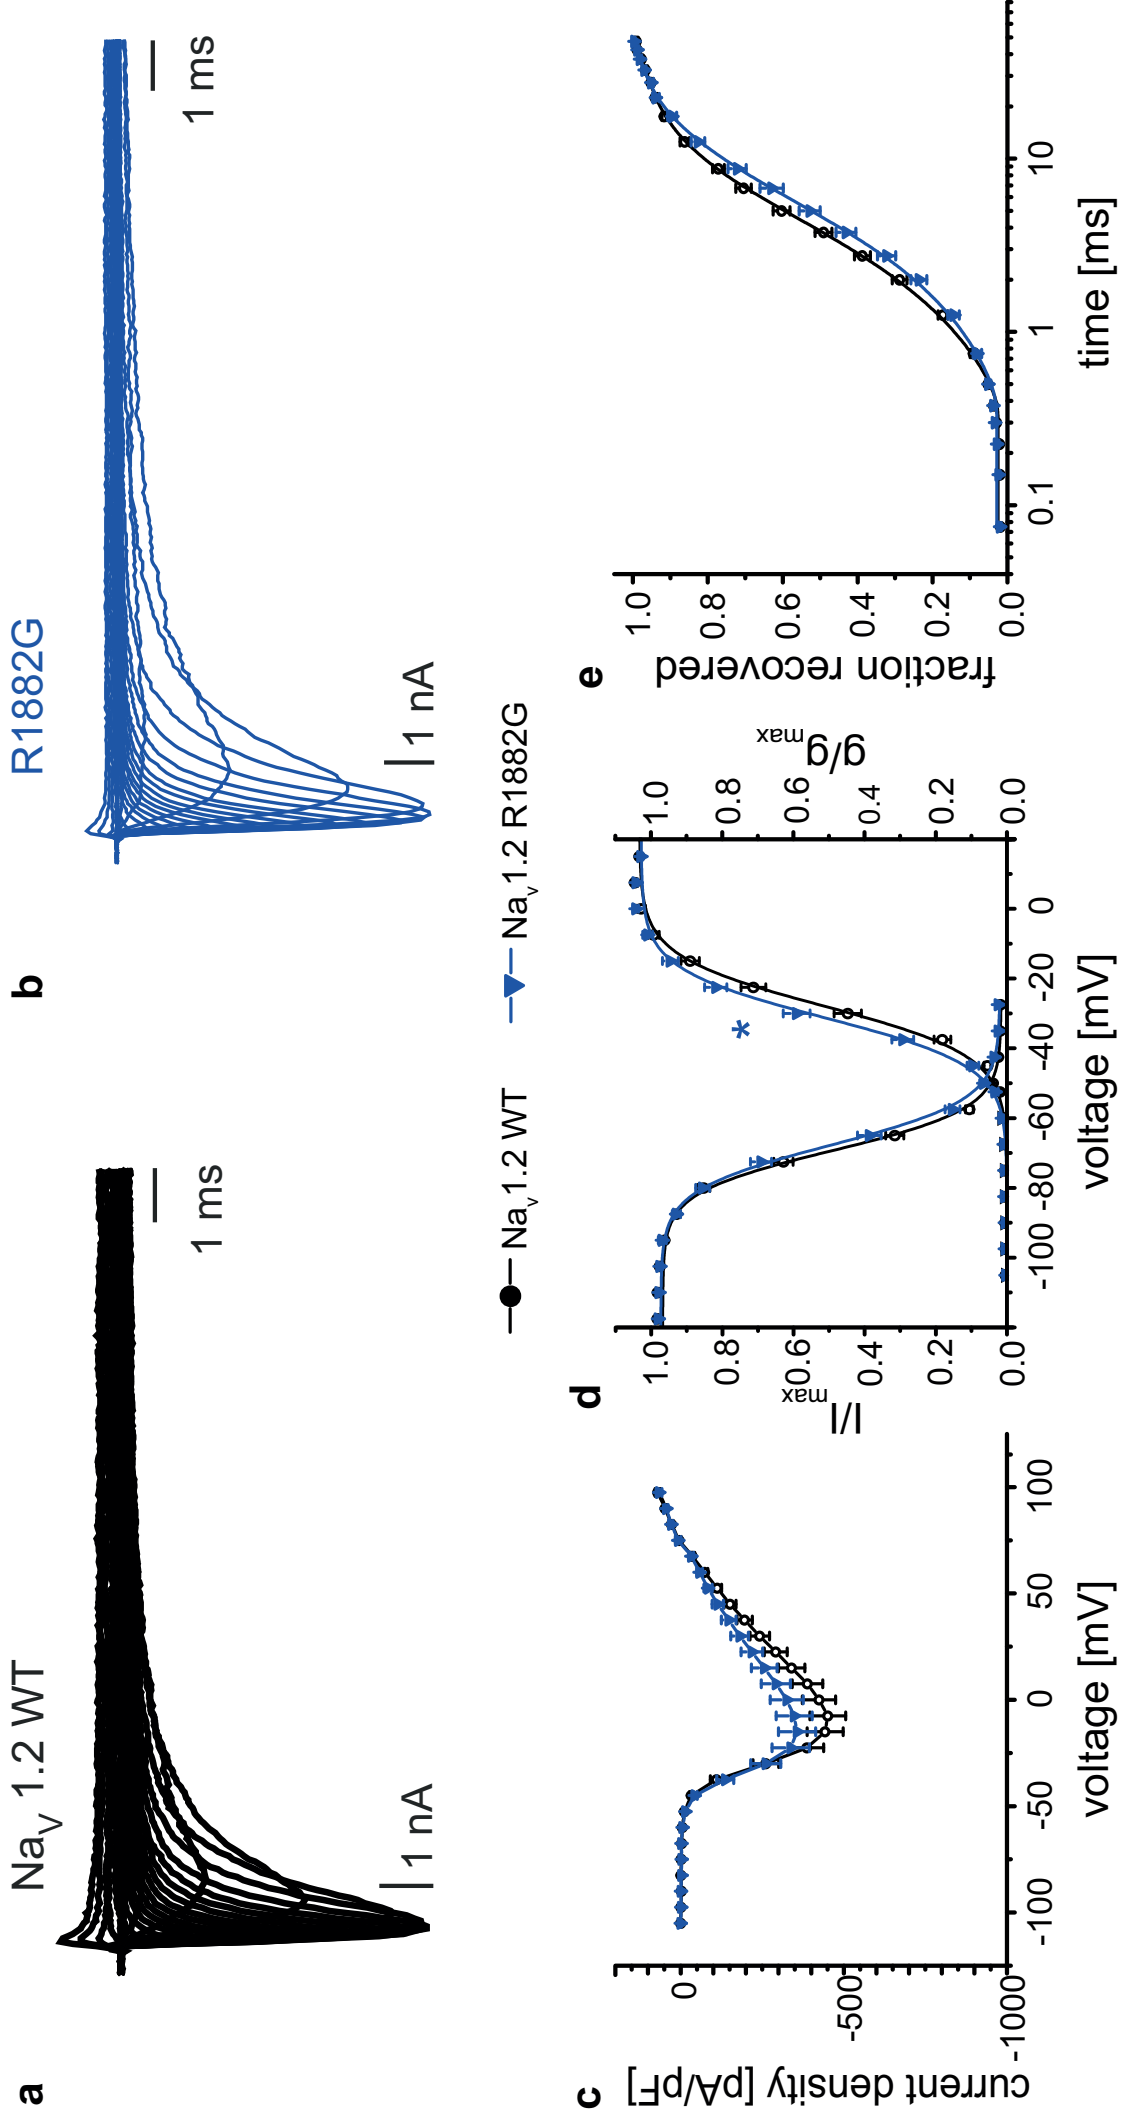 a
Nav 1.2 WT
1 nA
1 ms
b
R1882G
1 nA
1 ms
Nav1.2 WT
Nav1.2 R1882G
c
current density [pA/pF]
0
-500
-1000
-100
-50
0
50
100
voltage [mV]
d
I/Imax
1.0
0.8
0.6
0.4
0.2
0.0
*
-100
-80
-60
-40
-20
0
voltage [mV]
g/gmax
1.0
0.8
0.6
0.4
0.2
0.0
e
fraction recovered
1.0
0.8
0.6
0.4
0.2
0.0
0.1
1
10
time [ms]